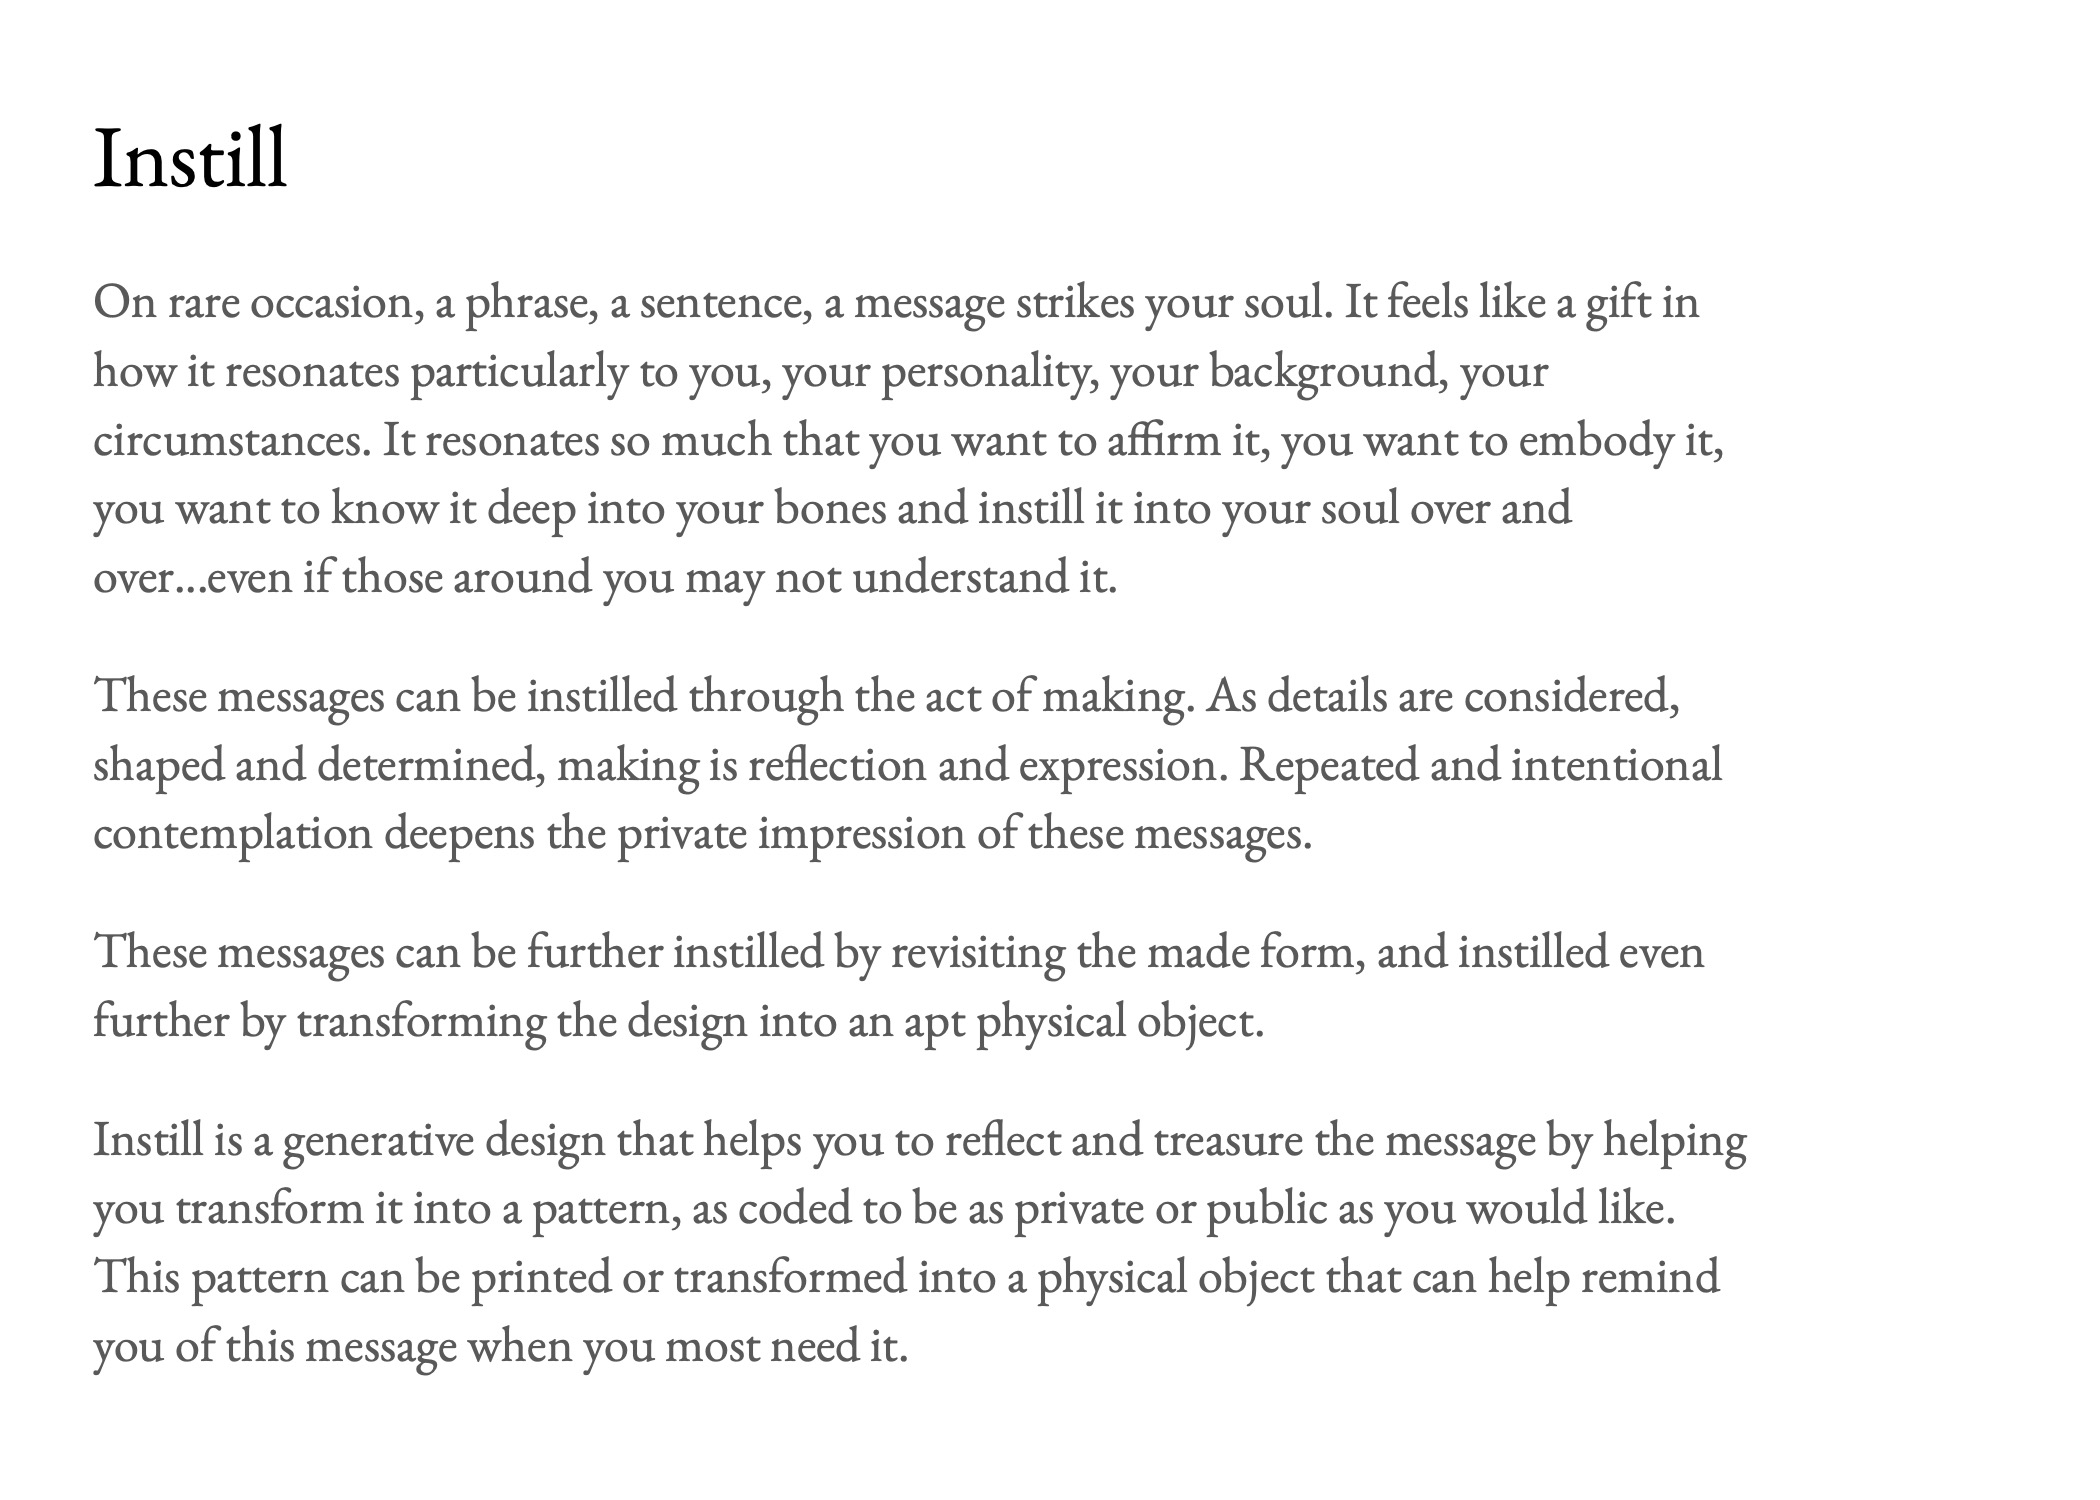 Instill
On rare occasion, a phrase, a sentence, a message strikes your soul. It feels like a gift in
how it resonates particularly to you, your personality, your background, your
circumstances. It resonates so much that you want to affirm it, you want to embody it,
you want to know it deep into your bones and instill it into your soul over and
over...even if those around you may not understand it.
These messages can be instilled through the act of making. As details are considered,
shaped and determined, making is reflection and expression. Repeated and intentional
contemplation deepens the private impression of these messages.
These messages can be further instilled by revisiting the made form, and instilled even
further by transforming the design into an apt physical object.
Instill is a generative design that helps you to reflect and treasure the message by helping
you transform it into a pattern, as coded to be as private or public as you would like.
This pattern can be printed or transformed into a physical object that can help remind
you of this message when you most need it.